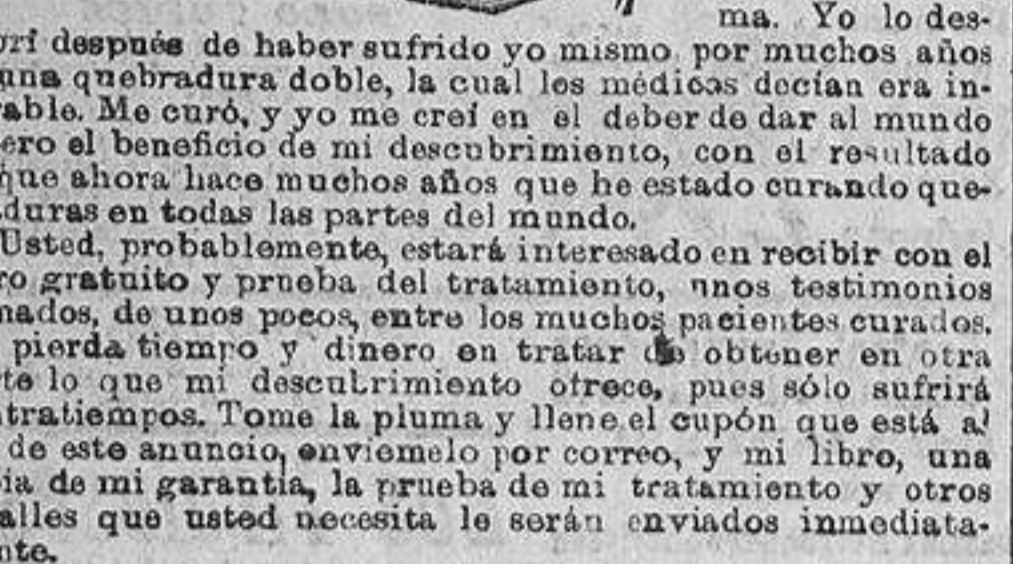 ma. Yo lo des-
rí después de haber sufrido yo mismo por muchos años
una quebradura doble, la cual los médicos decían era in-
able. Me curó, y yo me creí en el deber de dar al mundo
ero el beneficio de mi descubrimiento, con el resultado
que ahora hace muchos años que he estado curando que-
duras en todas las partes del mundo.
Usted, probablemente, estará interesado en recibir con el
ro gratuito y prueba del tratamiento, unos testimonios
mados, de unos pocos, entre los muchos pacientes curados.
pierda tiempo y dinero en tratar de obtener en otra
te lo que mi descubrimiento ofrece, pues sólo sufrirá
tratiempos. Tome la pluma y llene el cupón que está al
de este anuncio, enviemelo por correo, y mi libro, una
ia de mi garantía, la prueba de mi tratamiento y otros
alles que usted necesita le serán enviados inmediata-
nte.